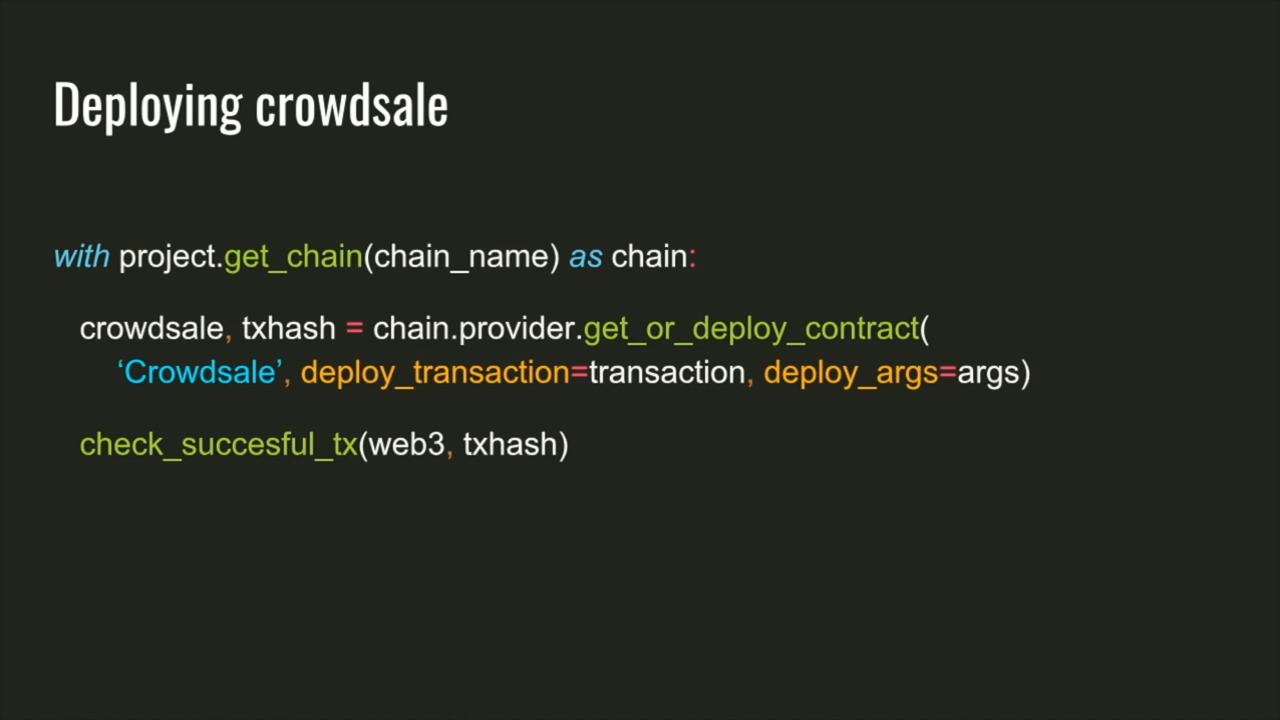 Deploying crowdsale
with project.get_chain(chain_name) as chain:
crowdsale, txhash = chain.provider.get_or_deploy_contract(
‘Crowdsale’, deploy_transaction=transaction, deploy_args=args)
check_succesful_tx(web3, txhash)